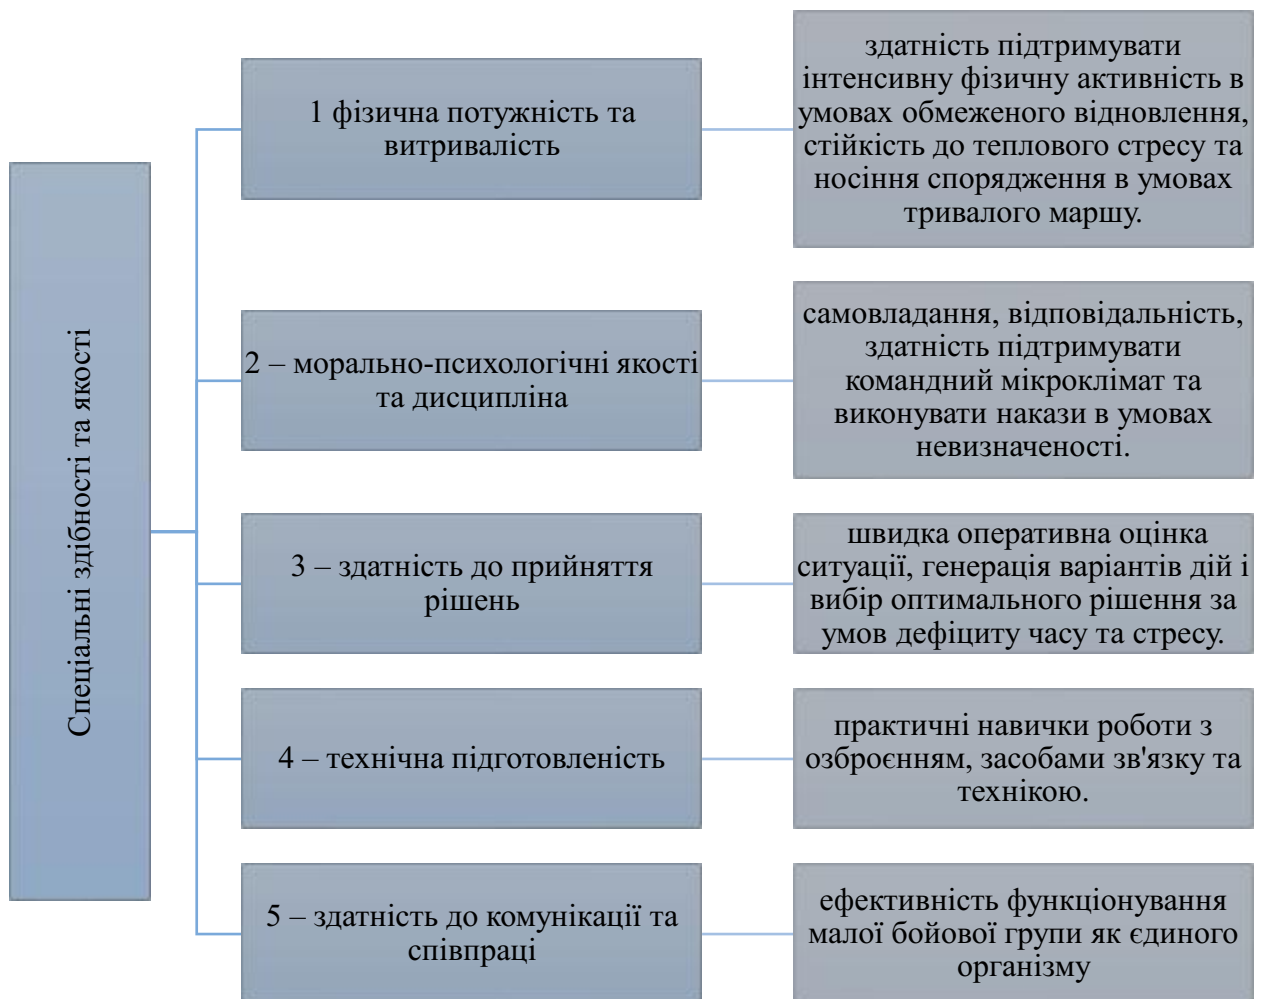 Спеціальні здібності та якості
1 фізична потужність та
витривалість
здатність підтримувати
інтенсивну фізичну активність в
умовах обмеженого відновлення,
стійкість до теплового стресу та
носіння спорядження в умовах
тривалого маршу.
2 – морально-психологічні якості
та дисципліна
самовладання, відповідальність,
здатність підтримувати
командний мікроклімат та
виконувати накази в умовах
невизначеності.
3 – здатність до прийняття
рішень
швидка оперативна оцінка
ситуації, генерація варіантів дій і
вибір оптимального рішення за
умов дефіциту часу та стресу.
4 – технічна підготовленість
практичні навички роботи з
озброєнням, засобами зв'язку та
технікою.
5 – здатність до комунікації та
співпраці
ефективність функціонування
малої бойової групи як єдиного
організму